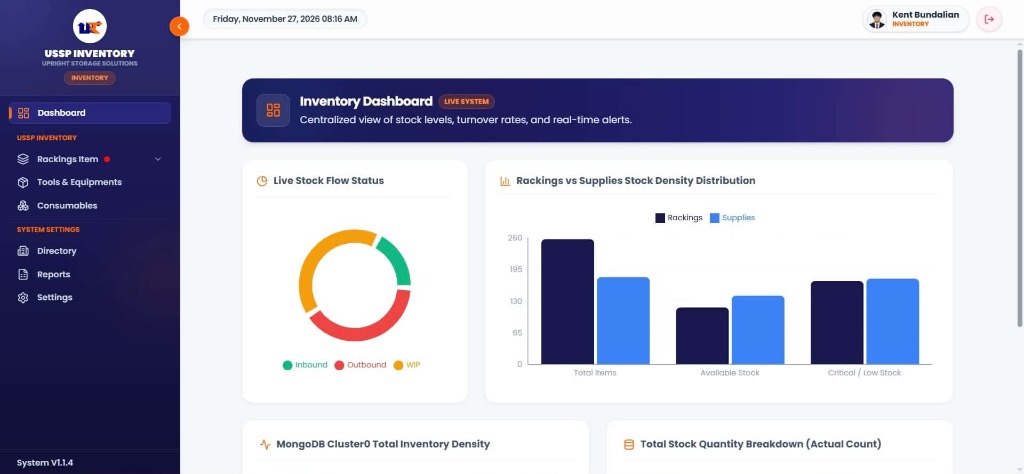 Friday, November 27, 2026 08:16 AM
Kent Bundalian
INVENTORY
USSP INVENTORY
UPRIGHT STORAGE SOLUTIONS
INVENTORY
Dashboard
USSP INVENTORY
Rackings Item
Tools & Equipments
Consumables
SYSTEM SETTINGS
Directory
Reports
Settings
System V1.1.4
Inventory Dashboard
LIVE SYSTEM
Centralized view of stock levels, turnover rates, and real-time alerts.
Live Stock Flow Status
Inbound Outbound WIP
Rackings vs Supplies Stock Density Distribution
Rackings Supplies
260
195
130
65
0
Total Items Available Stock Critical / Low Stock
MongoDB Cluster0 Total Inventory Density
Total Stock Quantity Breakdown (Actual Count)